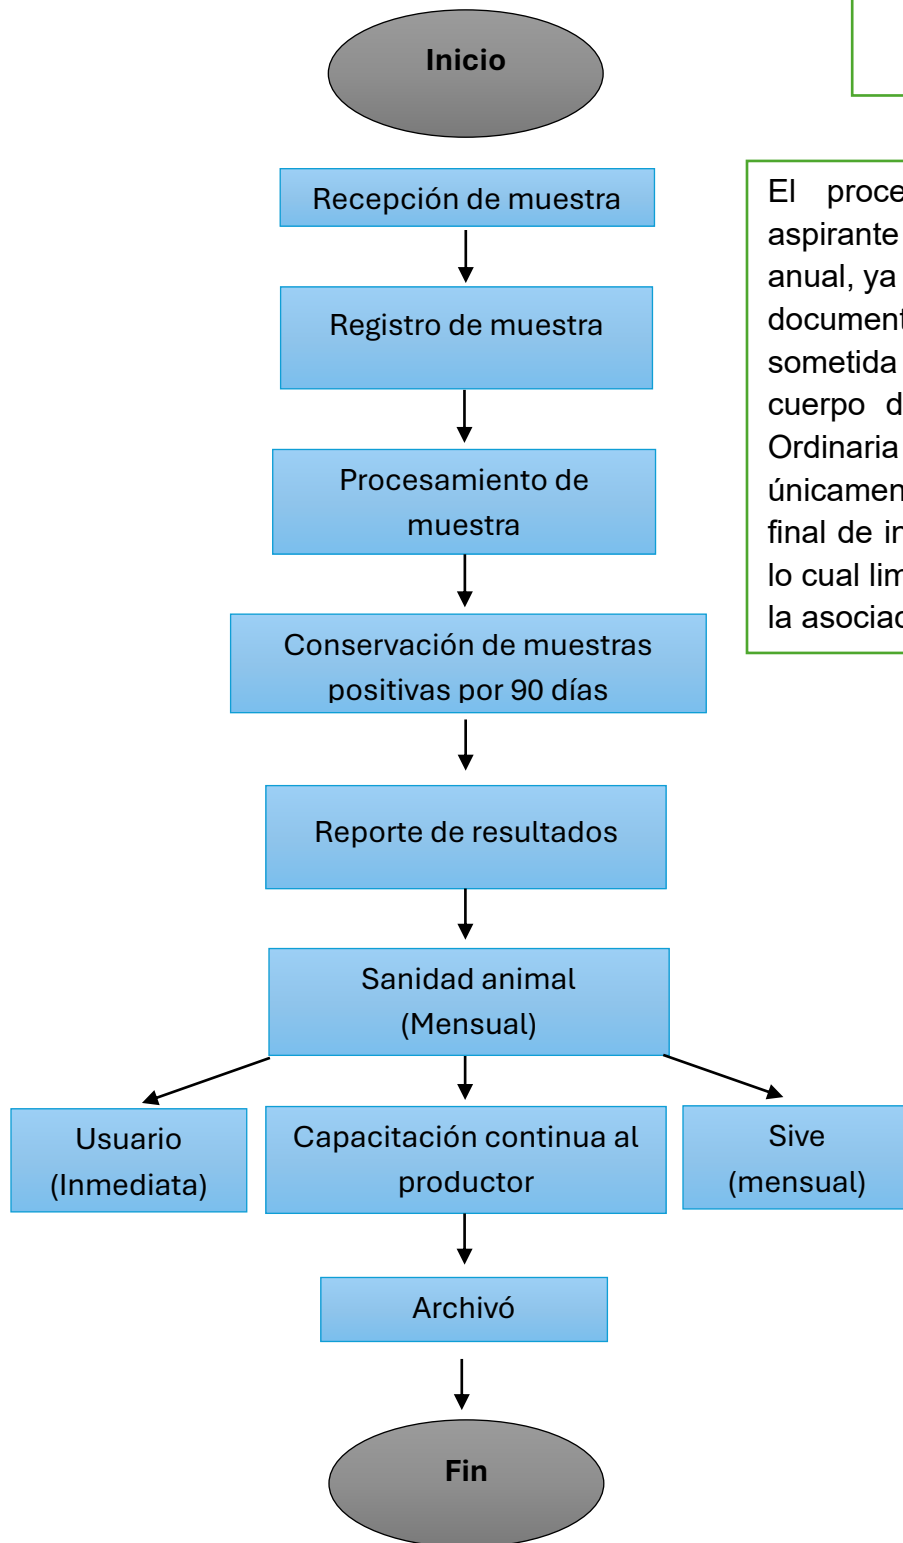 Inicio
Recepción de muestra
Registro de muestra
Procesamiento de
muestra
Conservación de muestras
positivas por 90 días
Reporte de resultados
Sanidad animal
(Mensual)
Usuario
(Inmediata)
Capacitación continua al
productor
Sive
(mensual)
Archivó
Fin
El
aspirante
anual, ya
sometida
cuerpo
Ordinaria
final de
lo cual
la